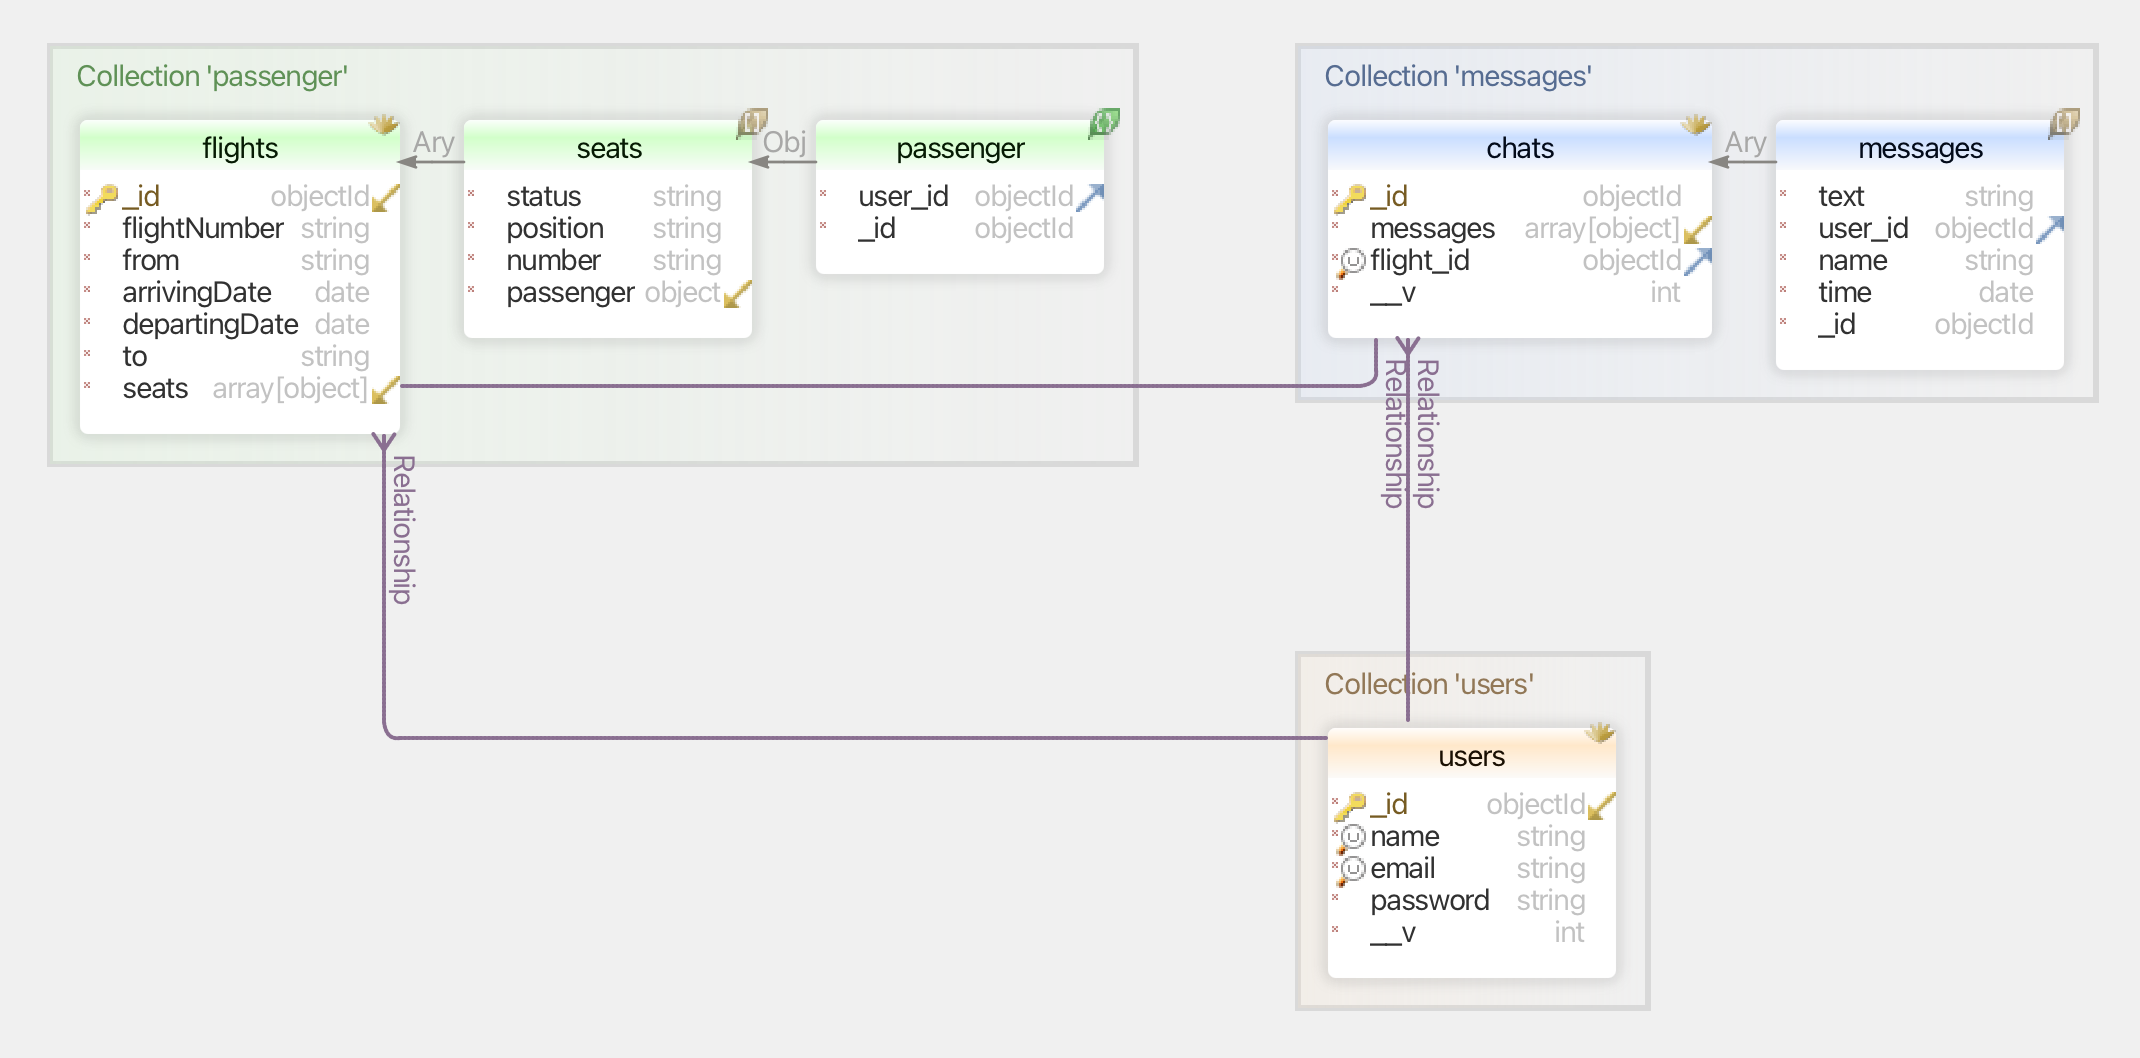 Collection 'passenger'
flights
_id objectId
flightNumber string
from string
arrivingDate date
departingDate date
to string
seats array[object]
Ary
seats
status string
position string
number string
passenger object
Obj
passenger
user_id objectId
_id objectId
Collection 'messages'
chats
_id objectId
messages array[object]
flight_id objectId
__v int
Ary
messages
text string
user_id objectId
name string
time date
_id objectId
Relationship
Relationship
Relationship
Collection 'users'
users
_id objectId
name string
email string
password string
__v int